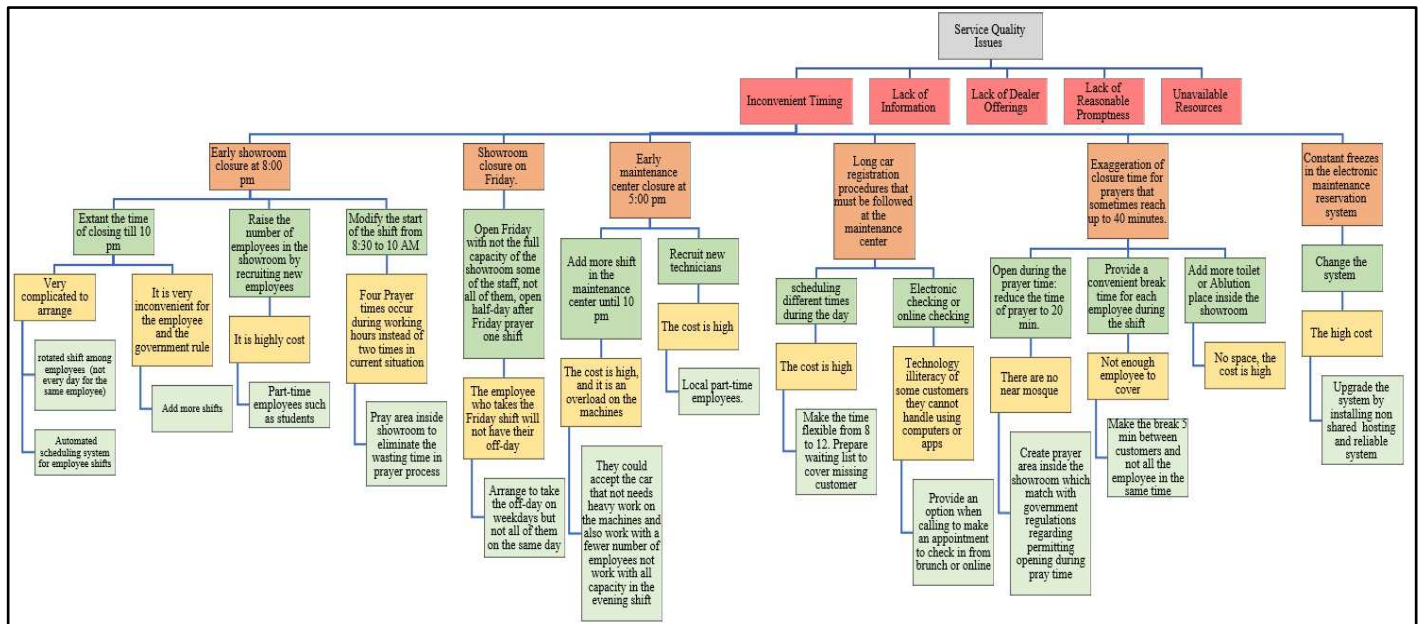 Service Quality
Issues
Inconvenient Timing
Lack of
Information
Lack of Dealer
Offerings
Lack of
Reasonable
Promptness
Unavailable
Resources
Early showroom
closure at 8:00
pm
Showroom
closure on
Friday.
Early
maintenance
center closure at
5:00 pm
Long car
registration
procedures that
must be followed
at the
maintenance
center
Exaggeration of
closure time for
prayers that
sometimes reach
up to 40 minutes.
Constant freezes
in the electronic
maintenance
reservation
system
Extant the time
of closing till 10
pm
Raise the
number of
employees in the
showroom by
recruiting new
employees
Modify the start
of the shift from
8:30 to 10 AM
Open Friday
with not the full
capacity of the
showroom some
of the staff, not
all of them, open
half-day after
Friday prayer
one shift
Add more shift
in the
maintenance
center until 10
pm
Recruit new
technicians
scheduling
different times
during the day
Electronic
checking or
online checking
Open during the
prayer time:
reduce the time
of prayer to 20
min.
Provide a
convenient break
time for each
employee during
the shift
Add more toilet
or Ablution
place inside the
showroom
Change the
system
Very
complicated to
arrange
It is very
inconvenient for
the employee
and the
government rule
It is highly cost
Four Prayer
times occur
during working
hours instead of
two times in
current situation
The employee
who takes the
Friday shift will
not have their
off-day
The cost is high,
and it is an
overload on the
machines
The cost is high
The cost is high
Technology
illiteracy of
some customers
they cannot
handle using
computers or
apps
There are no
near mosque
Not enough
employee to
cover
No space, the
cost is high
The high cost
rotated shift among
employees (not
every day for the
same employee)
Automated
scheduling system
for employee shifts
Add more shifts
Part-time
employees such
as students
Pray area inside
showroom to
eliminate the
wasting time in
prayer process
Arrange to take
the off-day on
weekdays but
not all of them
on the same day
They could
accept the car
that not needs
heavy work on
the machines and
also work with a
fewer number of
employees not
work with all
capacity in the
evening shift
Local part-time
employees.
Make the time
flexible from 8
to 12. Prepare
waiting list to
cover missing
customer
Provide an
option when
calling to make
an appointment
to check in from
brunch or online
Create prayer
area inside the
showroom which
match with
government
regulations
regarding
permitting
opening during
pray time
Make the break 5
min between
customers and
not all the
employee in the
same time
Upgrade the
system by
installing non
shared hosting
and reliable
system